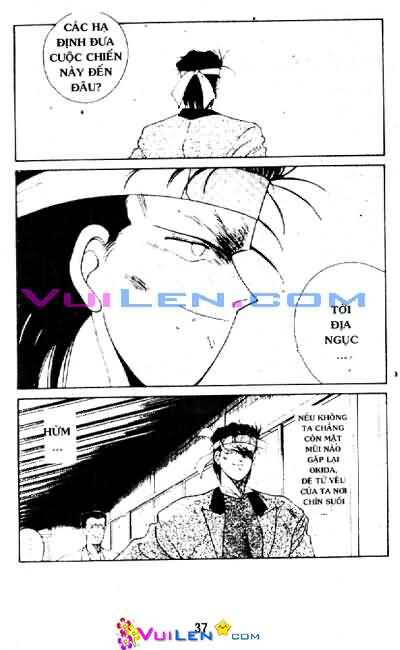 CÁC HẠ
ĐỊNH ĐƯA
CUỘC CHIẾN
NÀY ĐẾN
ĐÂU?
VUILEN.COM
TỚI
ĐỊA
NGỤC
....
HỪM
...
NẾU KHÔNG
TA CHẲNG
CÒN MẶT
MŨI NÀO
GẶP LẠI
OKIDA,
ĐỆ TỬ YÊU
CỦA TA NƠI
CHÍN SUỐI
...
37
VUILEN.COM